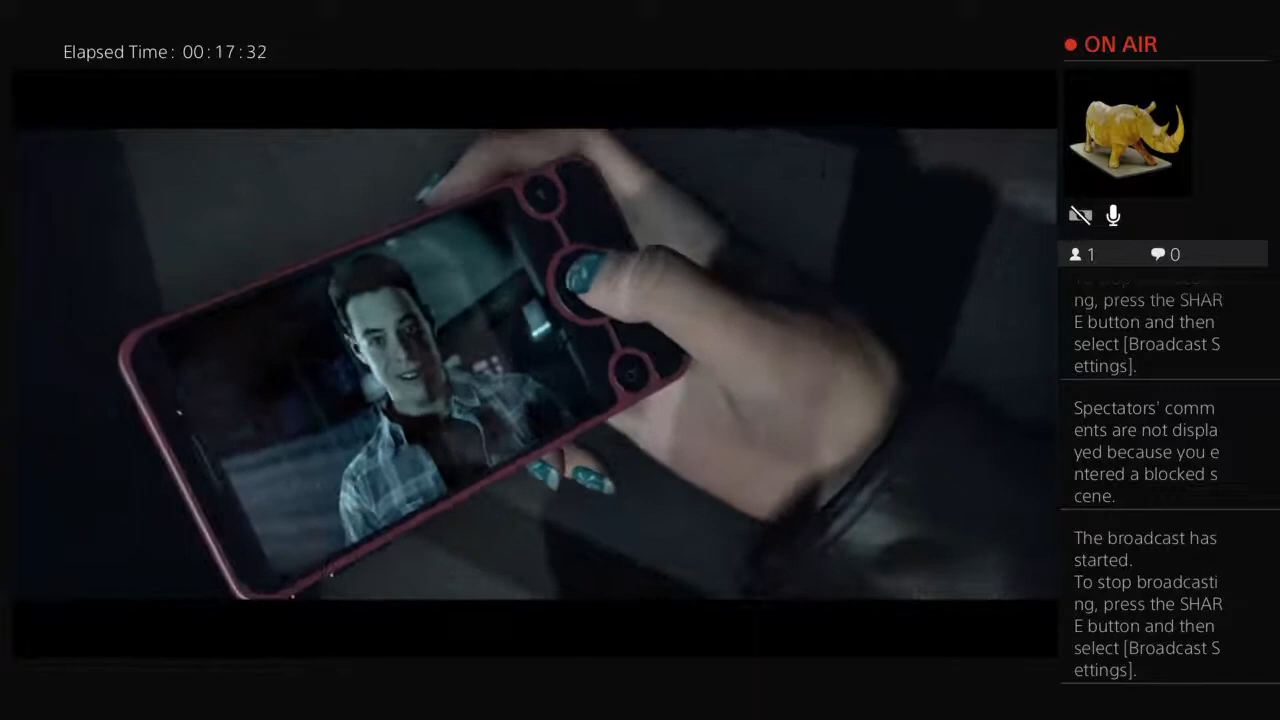 Elapsed Time: 00:17:32
ON AIR
1
0
ng, press the SHAR
E button and then
select [Broadcast S
ettings].
Spectators' comm
ents are not displa
yed because you e
ntered a blocked s
cene.
The broadcast has
started.
To stop broadcasti
ng, press the SHAR
E button and then
select [Broadcast S
ettings].